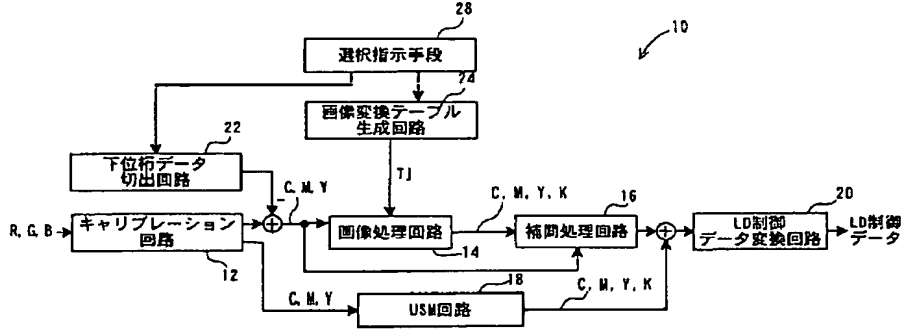 28
10
選択指示手段
24
画像変換テーブル
生成回路
22
下位桁データ
切出回路
TJ
C, M, Y
C, M, Y, K
16
20
R, G, B
キャリブレーション
回路
画像処理回路
補間処理回路
LD制御
データ変換回路
LD制御
データ
12
14
18
C, M, Y
USM回路
C, M, Y, K